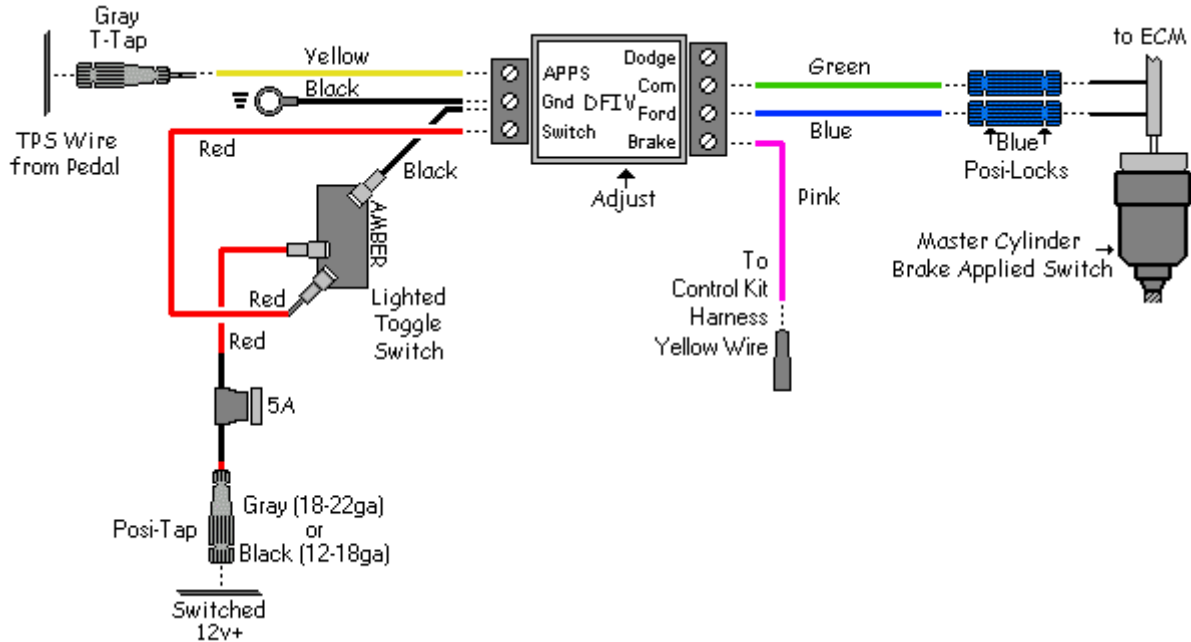 Gray
T-Tap
TPS Wire
from Pedal
Yellow
Black
Red
Black
APPS
Gnd
Switch
DFIV
Dodge
Com
Ford
Brake
Adjust
Green
Blue
Pink
to ECM
Blue
Posi-Locks
Master Cylinder
Brake Applied Switch
To
Control Kit
Harness
Yellow Wire
AMBER
Lighted
Toggle
Switch
Red
Red
5A
Posi-Tap
Gray (18-22ga)
or
Black (12-18ga)
Switched
12v+